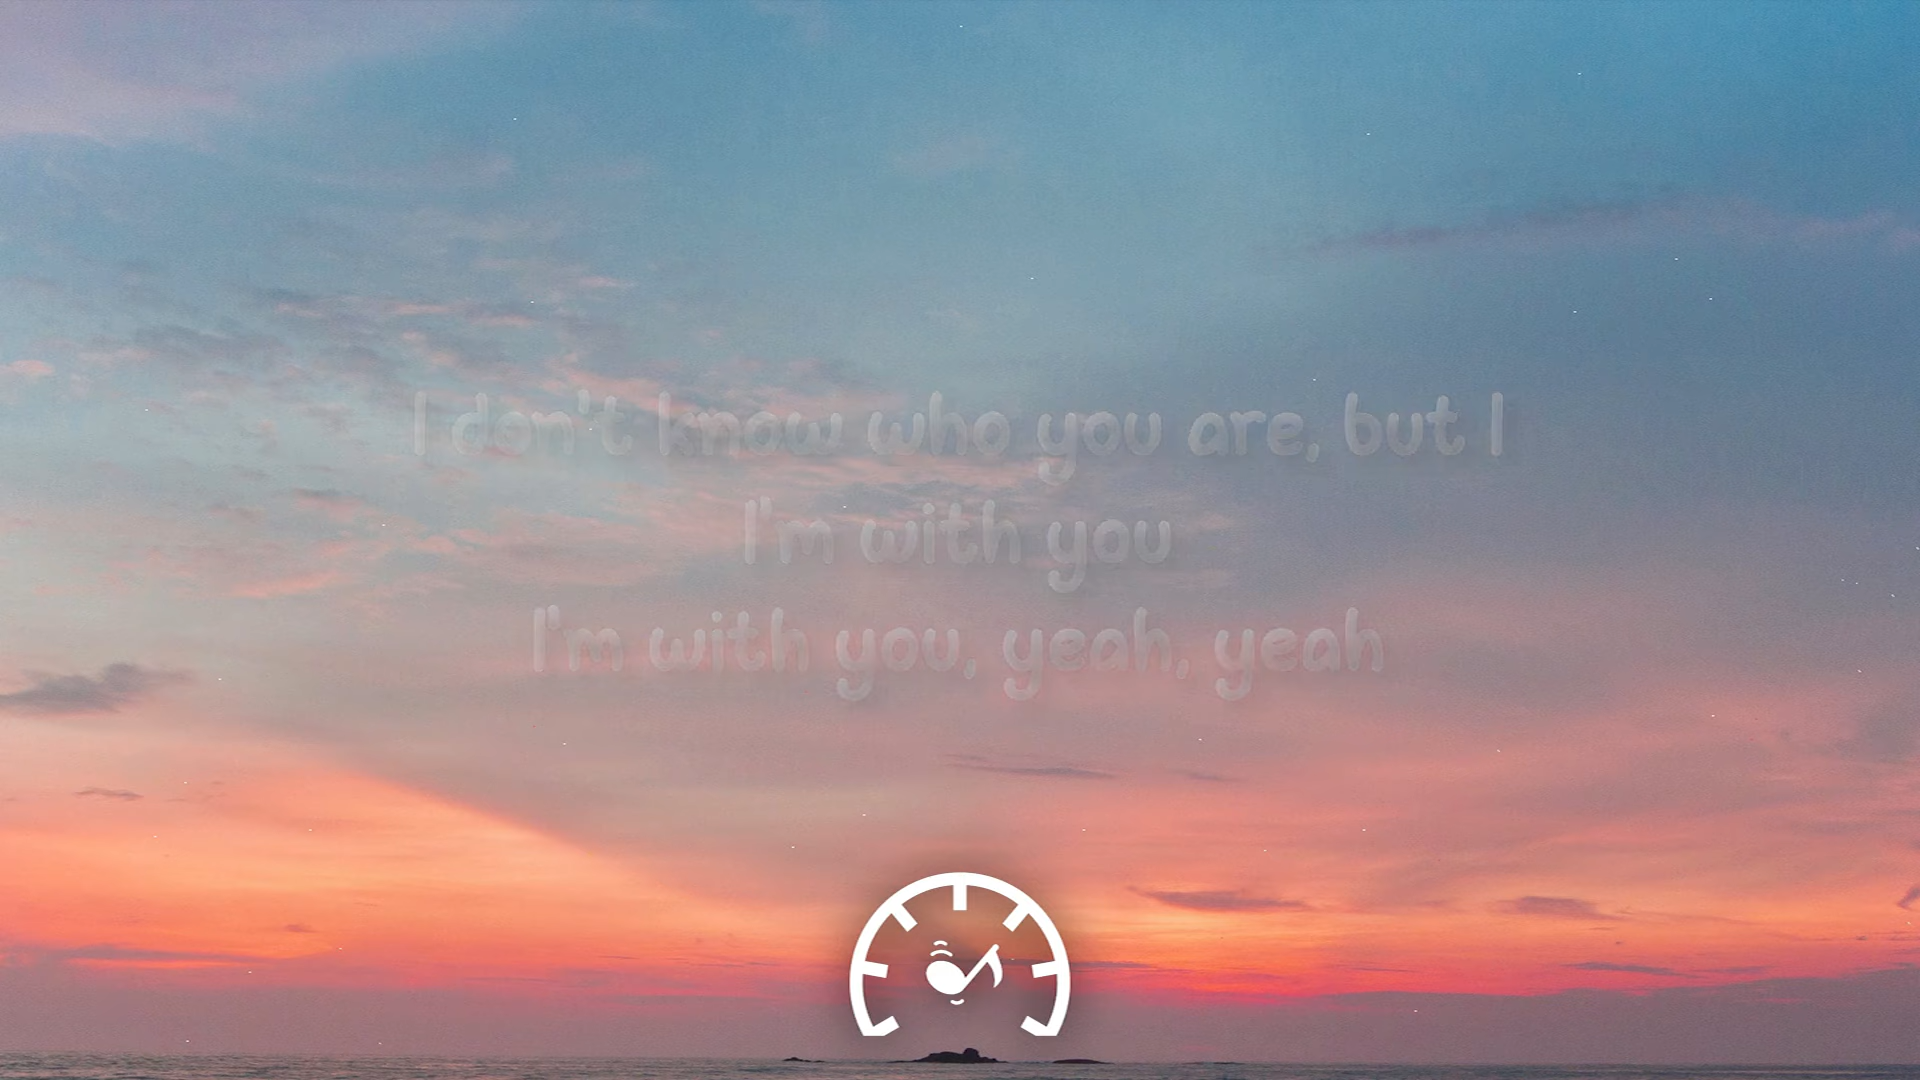 I don't know who you are, but I
I'm with you
I'm with you, yeah, yeah